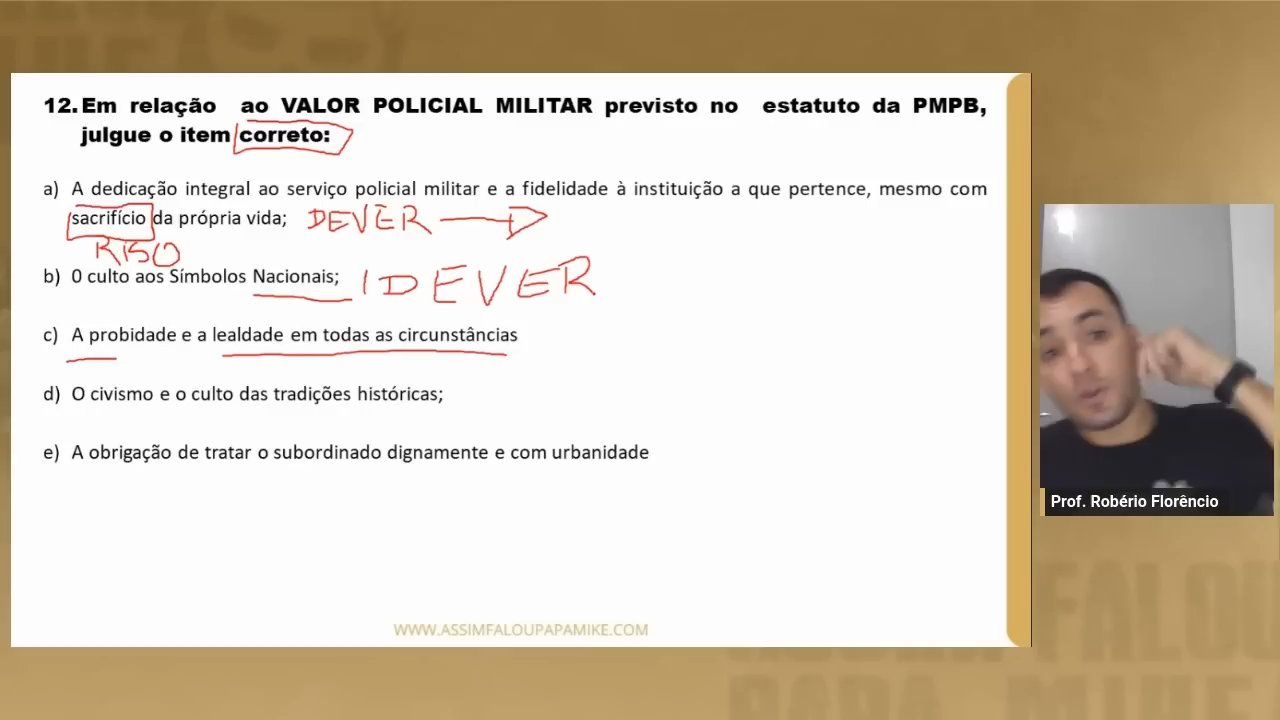 12. Em relação ao VALOR POLICIAL MILITAR previsto no estatuto da PMPB,
julgue o item correto:
a) A dedicação integral ao serviço policial militar e a fidelidade à instituição a que pertence, mesmo com
sacrifício da própria vida; DEVER
RISO
b) 0 culto aos Símbolos Nacionais; DEVER
c) A probidade e a lealdade em todas as circunstâncias
d) O civismo e o culto das tradições históricas;
e) A obrigação de tratar o subordinado dignamente e com urbanidade
Prof. Robério Florêncio
WWW.ASSIMFALOUPAPAMIKE.COM